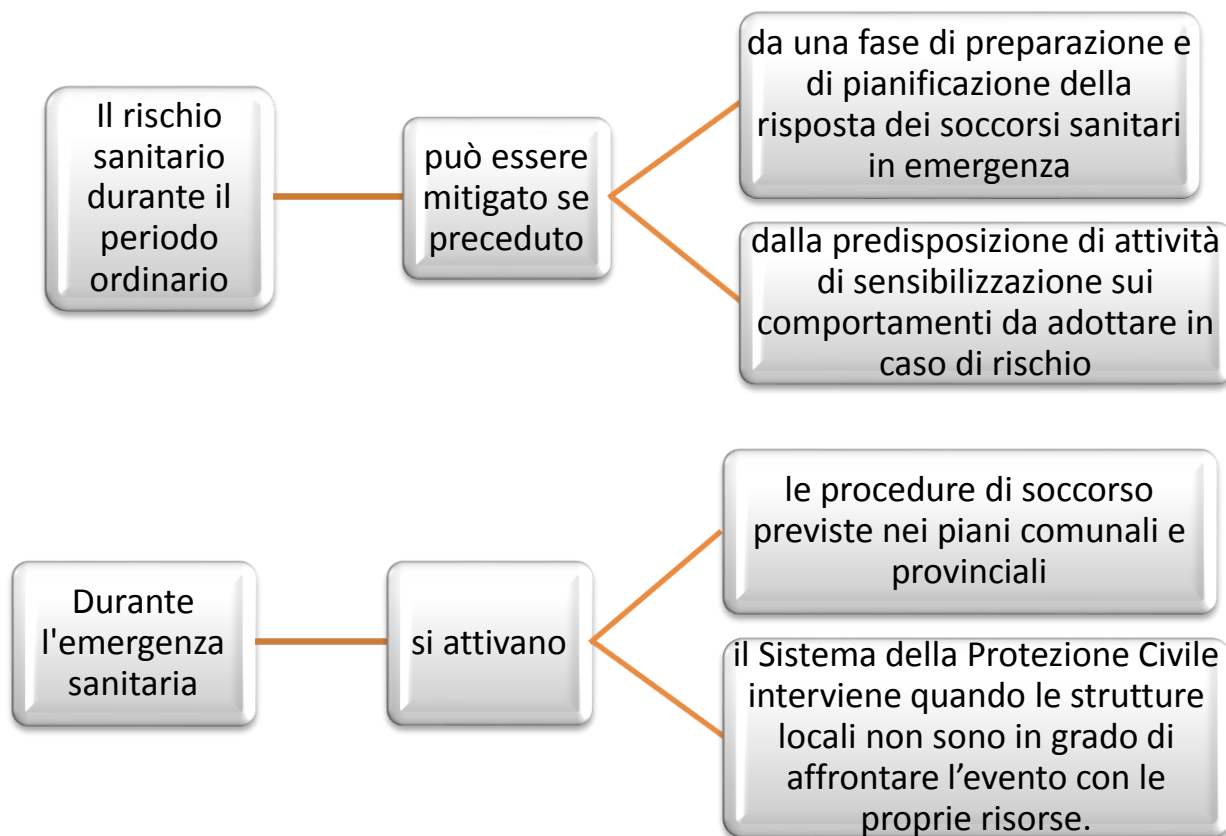 Il rischio
sanitario
durante il
periodo
ordinario
può essere
mitigato se
preceduto
da una fase di preparazione e
di pianificazione della
risposta dei soccorsi sanitari
in emergenza
dalla predisposizione di attività
di sensibilizzazione sui
comportamenti da adottare in
caso di rischio
Durante
l'emergenza
sanitaria
si attivano
le procedure di soccorso
previste nei piani comunali e
provinciali
il Sistema della Protezione Civile
interviene quando le strutture
locali non sono in grado di
affrontare l’evento con le
proprie risorse.